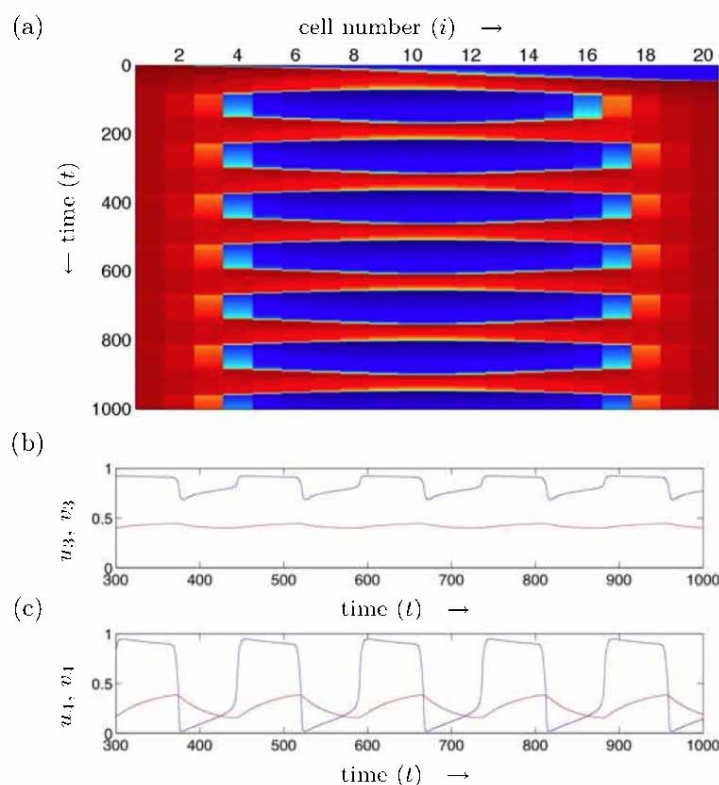 (a)
cell number (i) →
2 4 6 8 10 12 14 16 18 20
0
200
400
600
800
1000
← time (t)
(b)
1
0.5
0
u3, v3
300 400 500 600 700 800 900 1000
time (t) →
(c)
1
0.5
0
u4, v4
300 400 500 600 700 800 900 1000
time (t) →